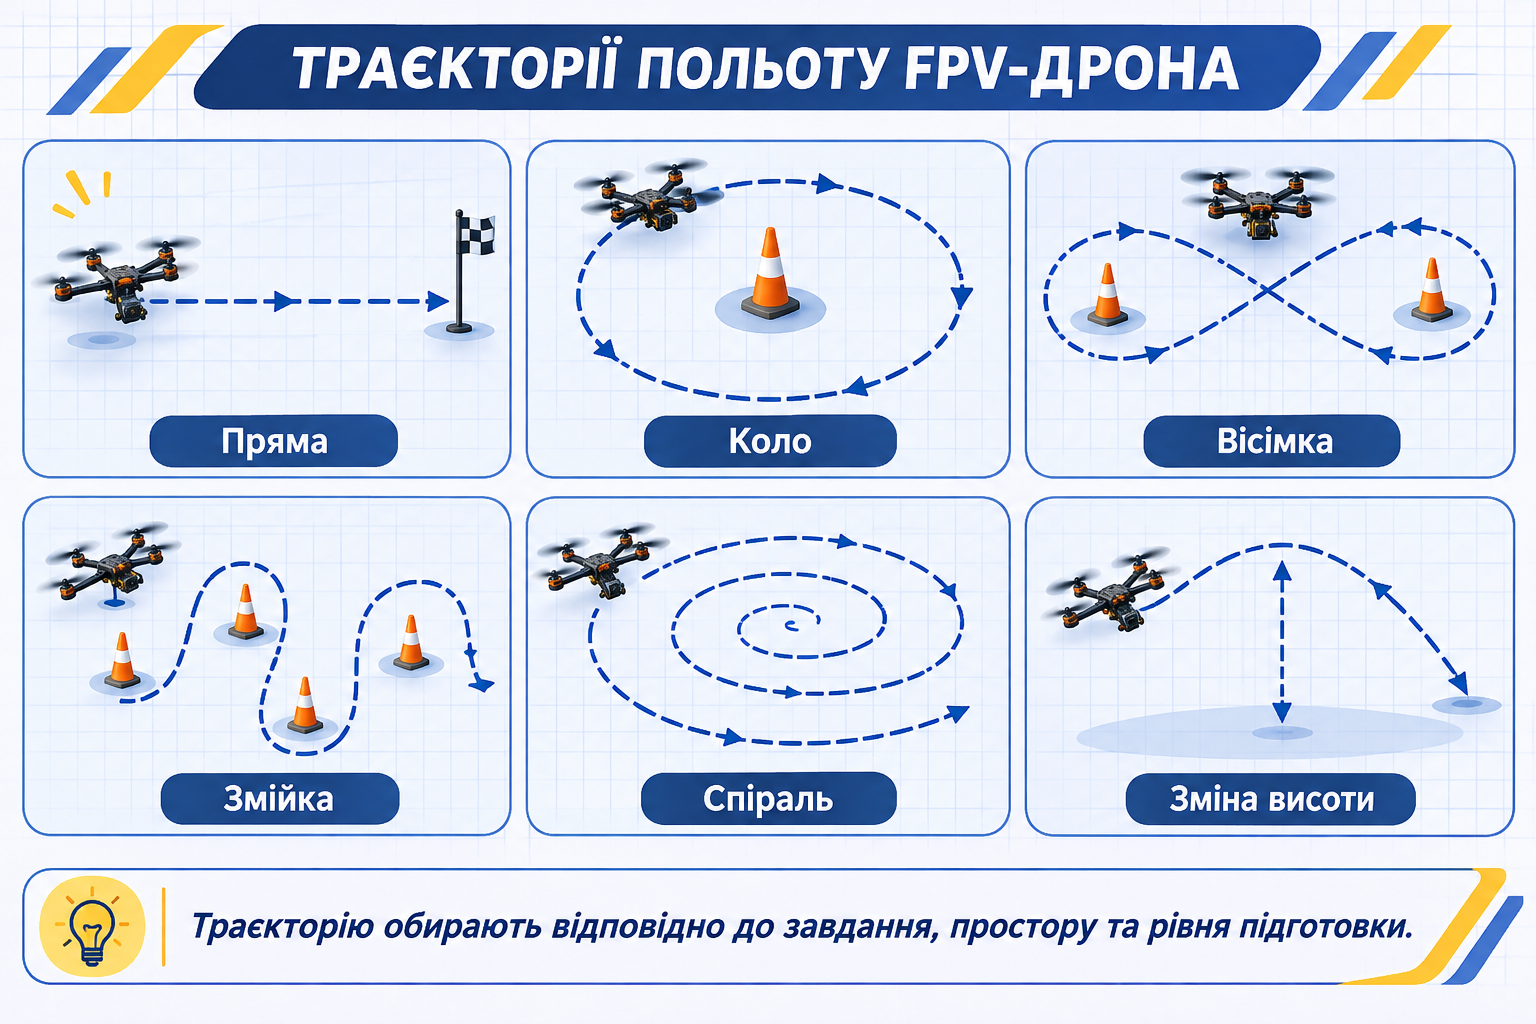 ТРАЄКТОРІЇ ПОЛЬОТУ FPV-ДРОНА
Пряма
Коло
Вісімка
Змійка
Спіраль
Зміна висоти
Траєкторію обирають відповідно до завдання, простору та рівня підготовки.